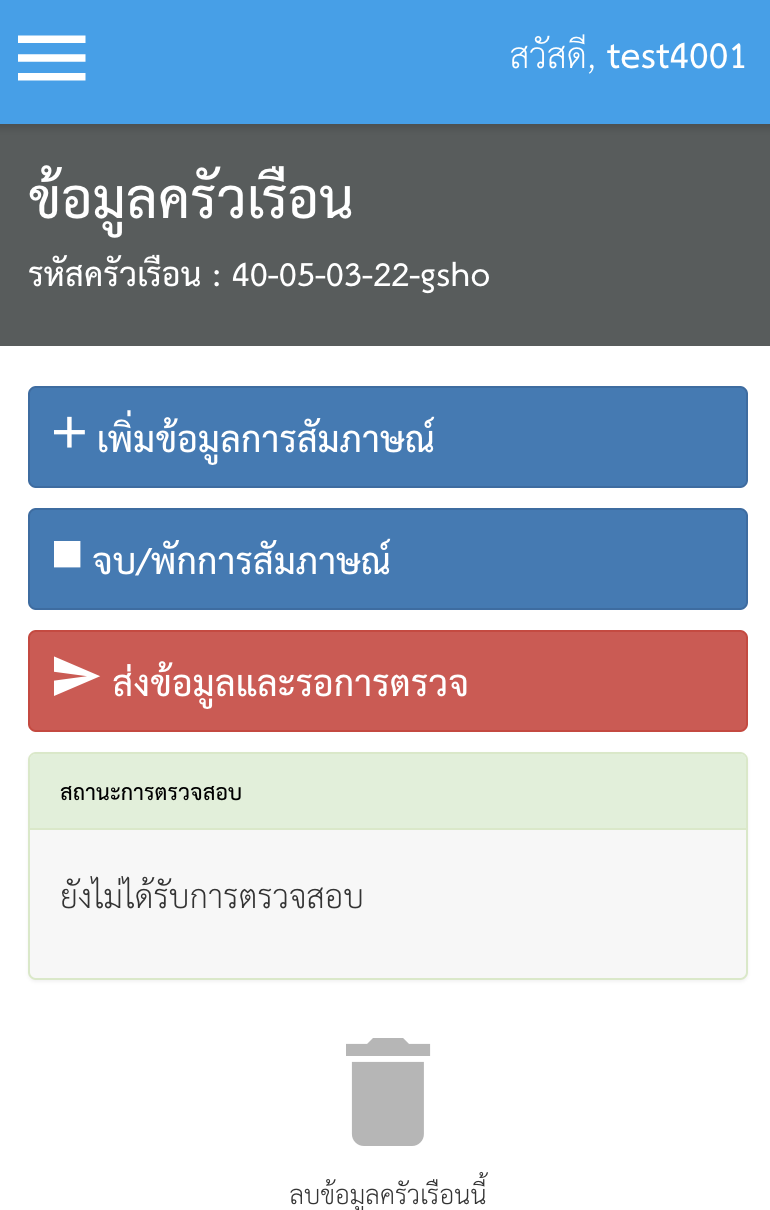 สวัสดี, test4001
ข้อมูลครัวเรือน
รหัสครัวเรือน : 40-05-03-22-gsho
เพิ่มข้อมูลการสัมภาษณ์
จบ/พักการสัมภาษณ์
ส่งข้อมูลและรอการตรวจ
สถานะการตรวจสอบ
ยังไม่ได้รับการตรวจสอบ
ลบข้อมูลครัวเรือนนี้